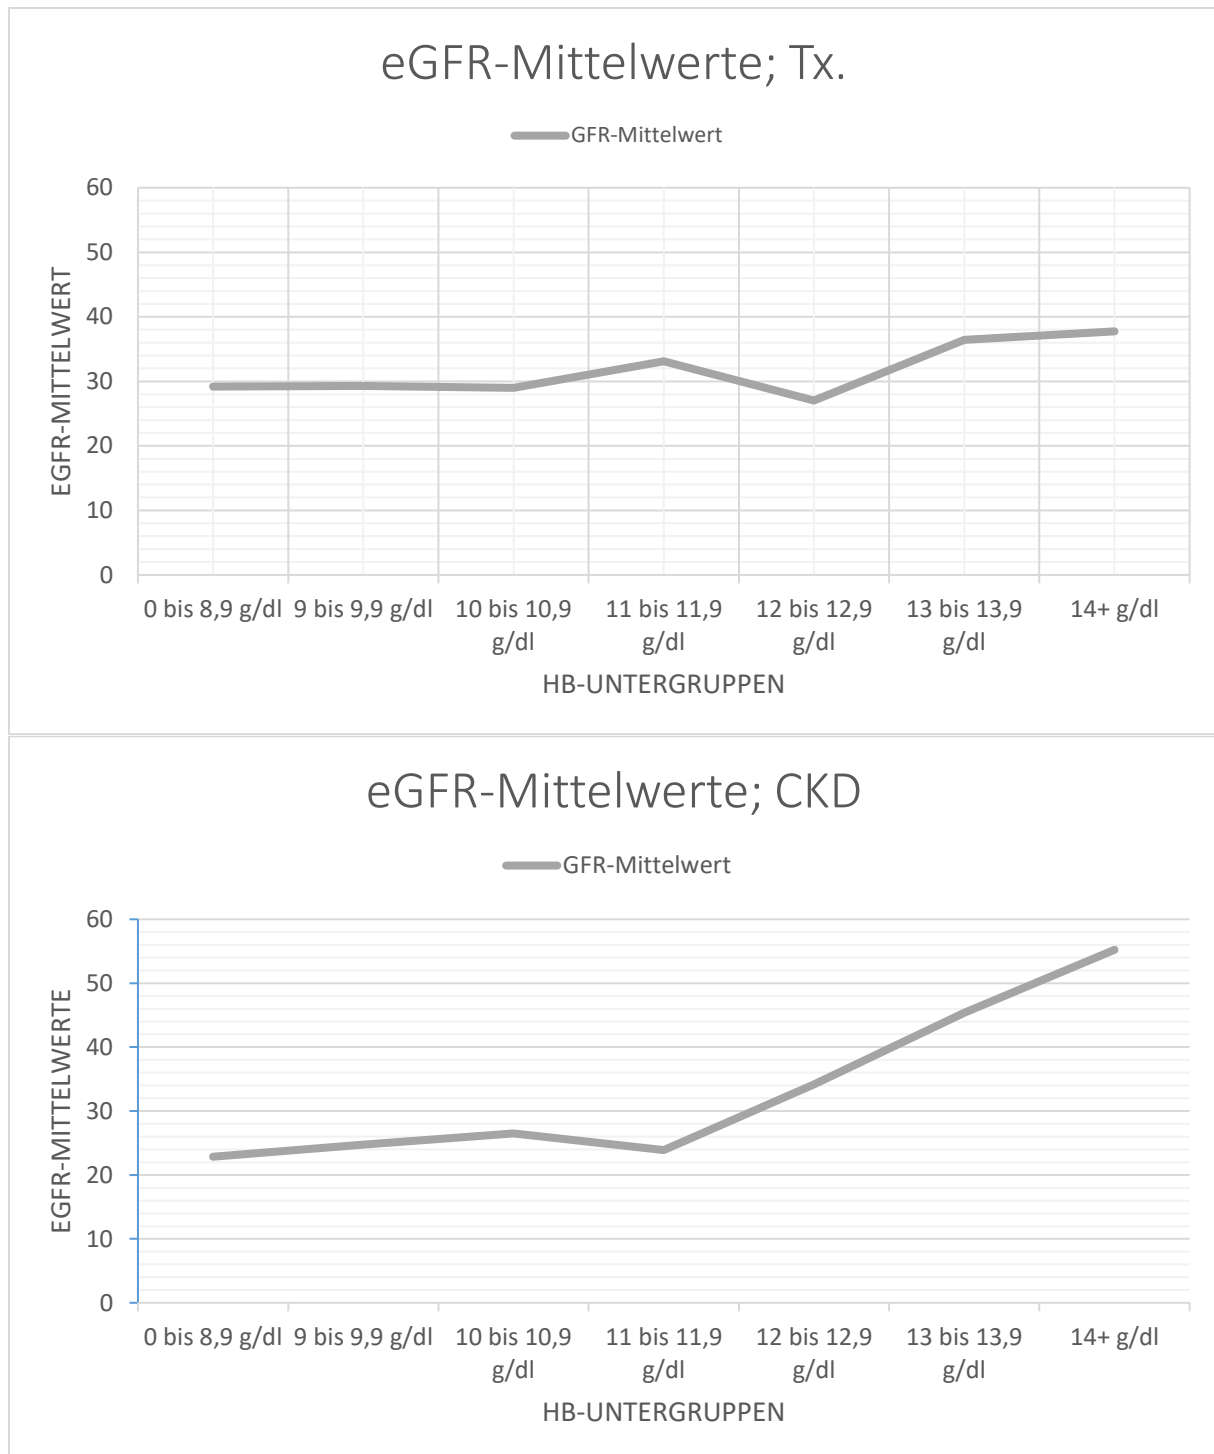 eGFR-Mittelwerte; Tx.
GFR-Mittelwert
EGFR-MITTELWERT
60
50
40
30
20
10
0
0 bis 8,9 g/dl 9 bis 9,9 g/dl 10 bis 10,9 11 bis 11,9 12 bis 12,9 13 bis 13,9 14+ g/dl
g/dl g/dl g/dl g/dl
HB-UNTERGRUPPEN
eGFR-Mittelwerte; CKD
GFR-Mittelwert
EGFR-MITTELWERTE
60
50
40
30
20
10
0
0 bis 8,9 g/dl 9 bis 9,9 g/dl 10 bis 10,9 11 bis 11,9 12 bis 12,9 13 bis 13,9 14+ g/dl
g/dl g/dl g/dl g/dl
HB-UNTERGRUPPEN